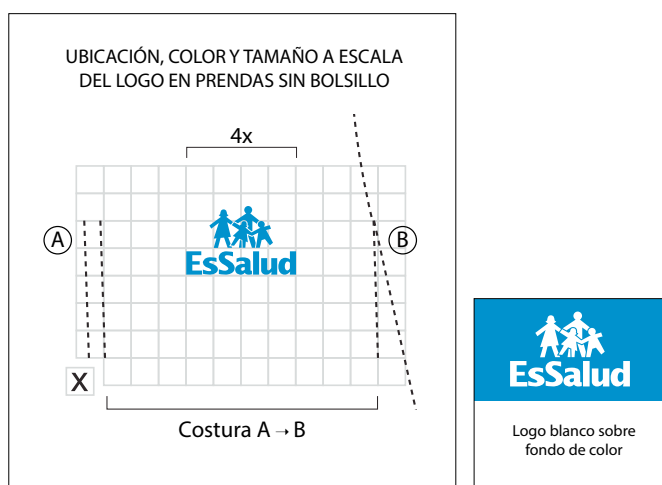 UBICACIÓN, COLOR Y TAMAÑO A ESCALA
DEL LOGO EN PRENDAS SIN BOLSILLO
4x
A
B
EsSalud
X
Costura A → B
EsSalud
Logo blanco sobre
fondo de color